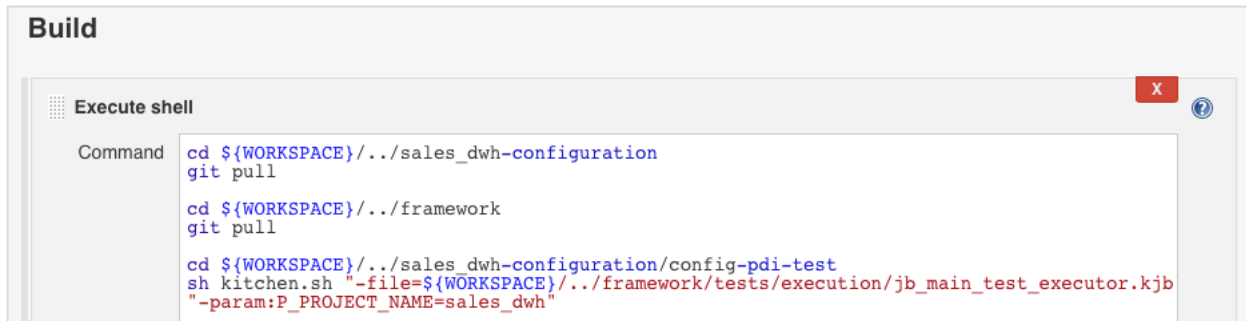 Build
Execute shell
X
?
Command
cd ${WORKSPACE}/../sales_dwh-configuration
git pull
cd ${WORKSPACE}/../framework
git pull
cd ${WORKSPACE}/../sales_dwh-configuration/config-pdi-test
sh kitchen.sh "-file=${WORKSPACE}/../framework/tests/execution/jb_main_test_executor.kjb
"-param:P_PROJECT_NAME=sales_dwh"